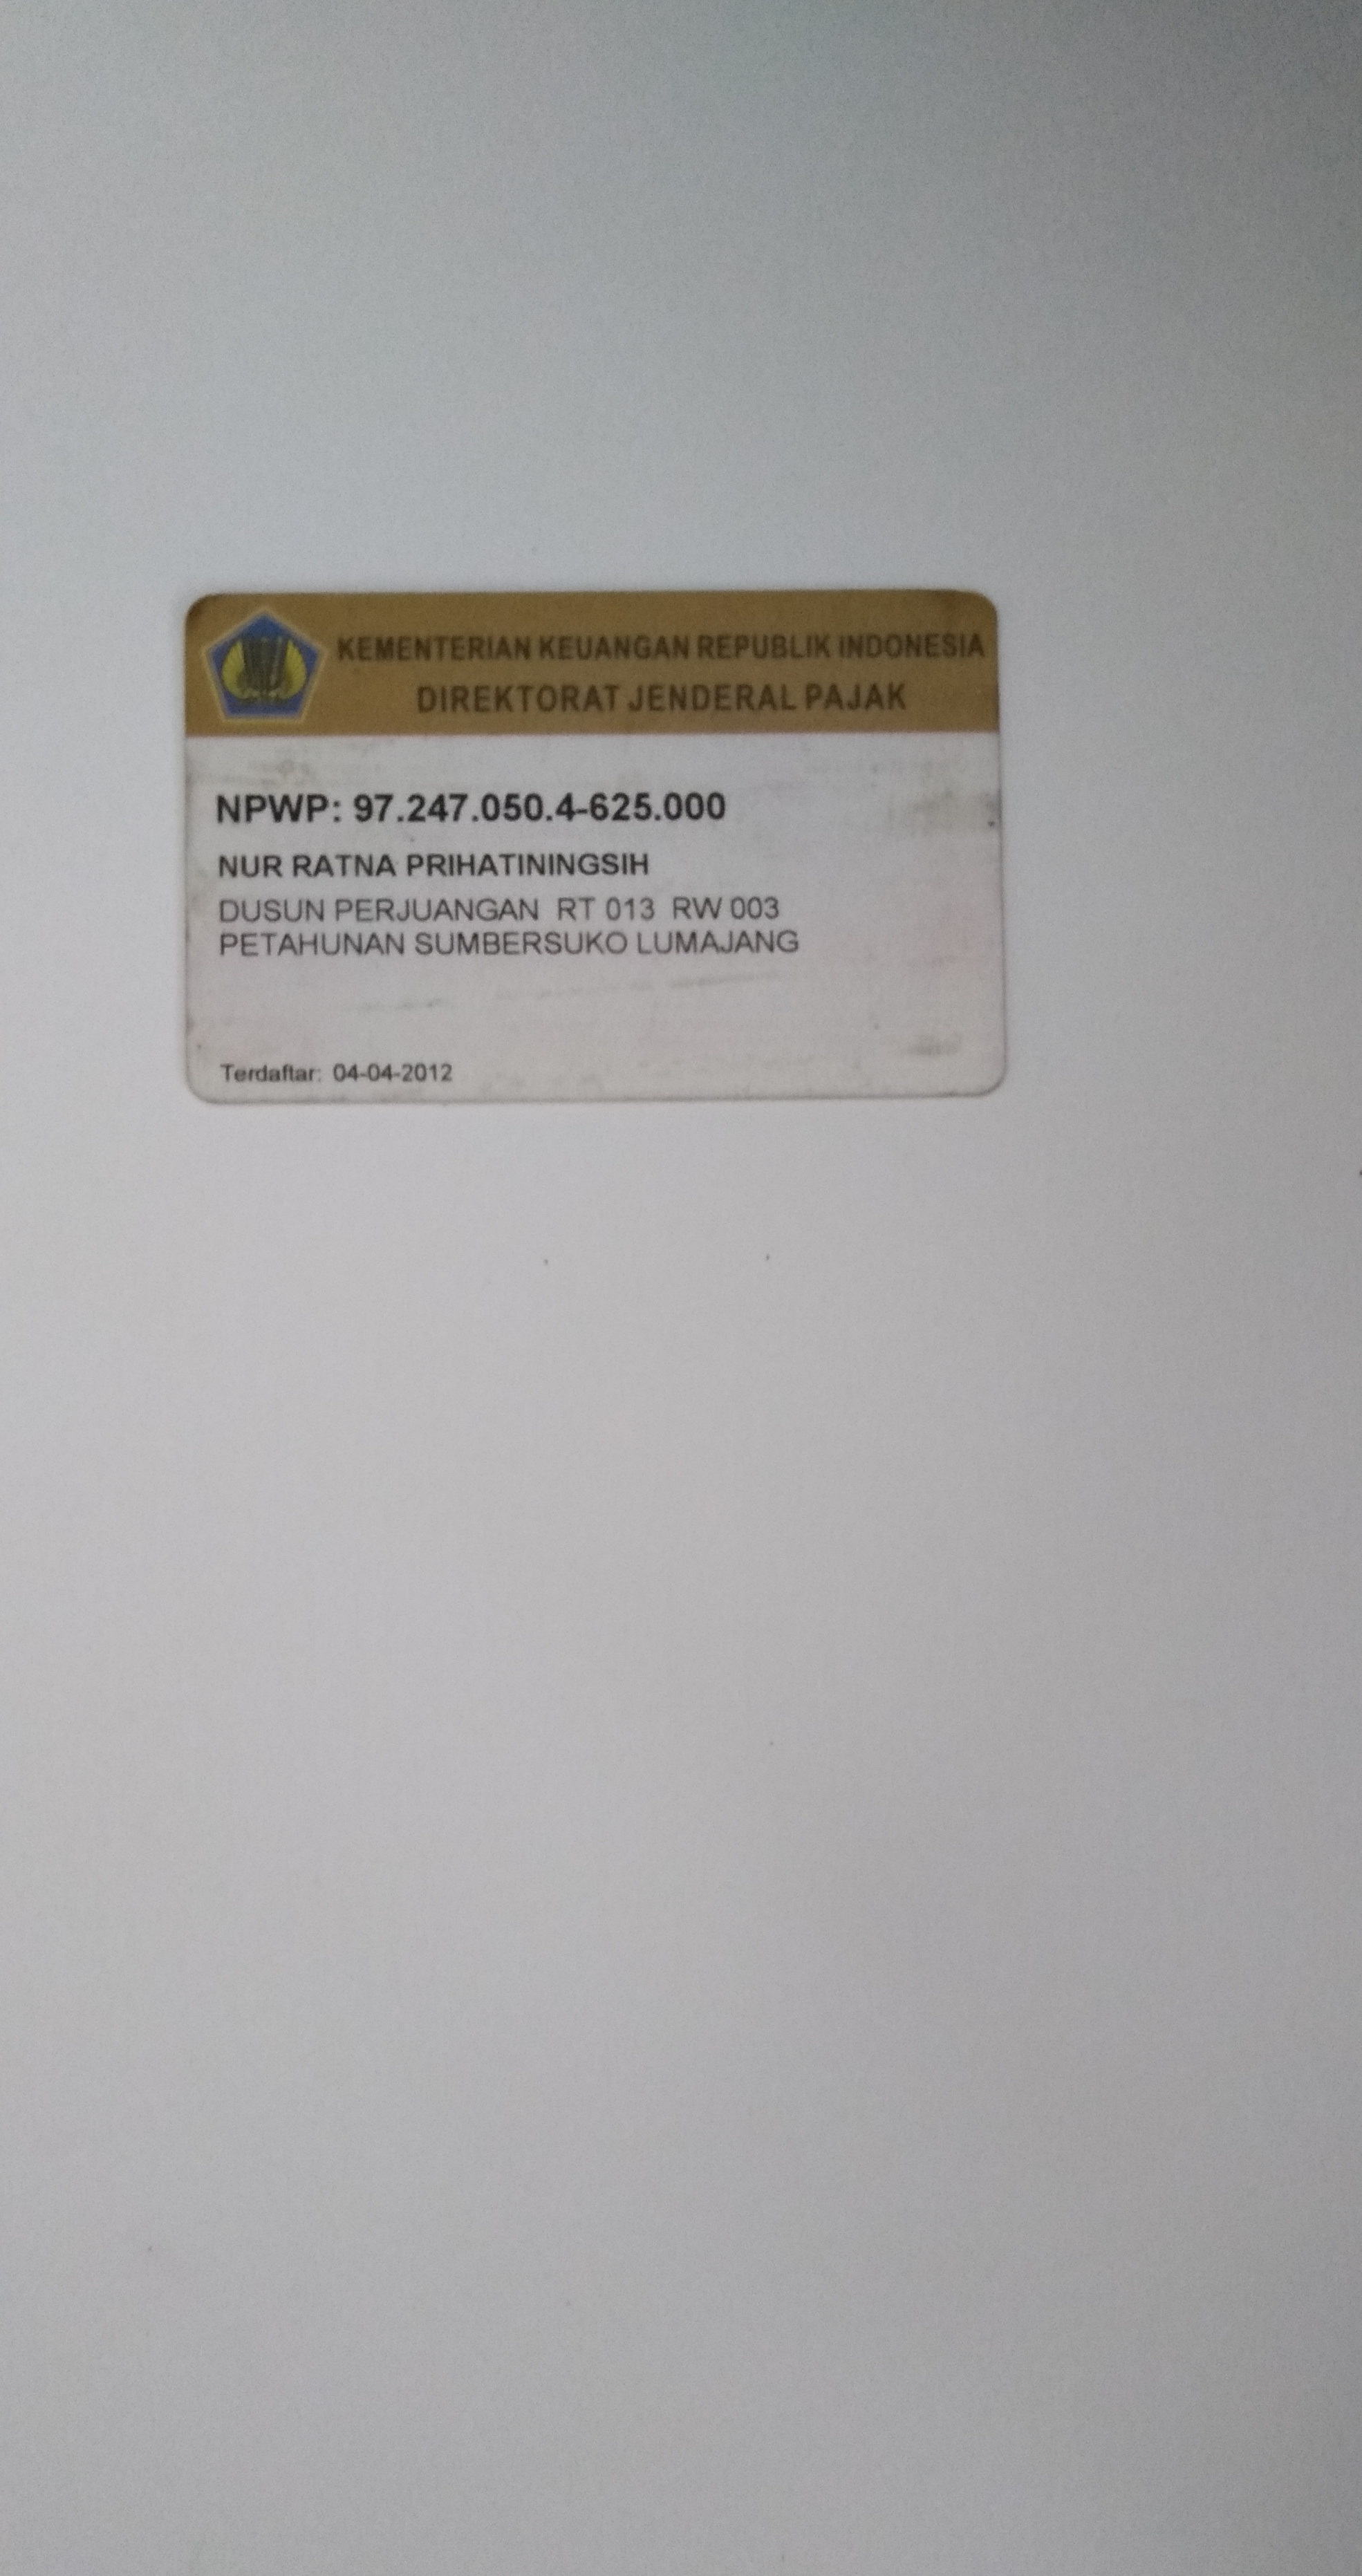 KEMENTERIAN KEUANGAN REPUBLIK INDONESIA
DIREKTORAT JENDERAL PAJAK
NPWP: 97.247.050.4-625.000
NUR RATNA PRIHATININGSIH
DUSUN PERJUANGAN RT 013 RW 003
PETAHUNAN SUMBERSUKO LUMAJANG
Terdaftar: 04-04-2012